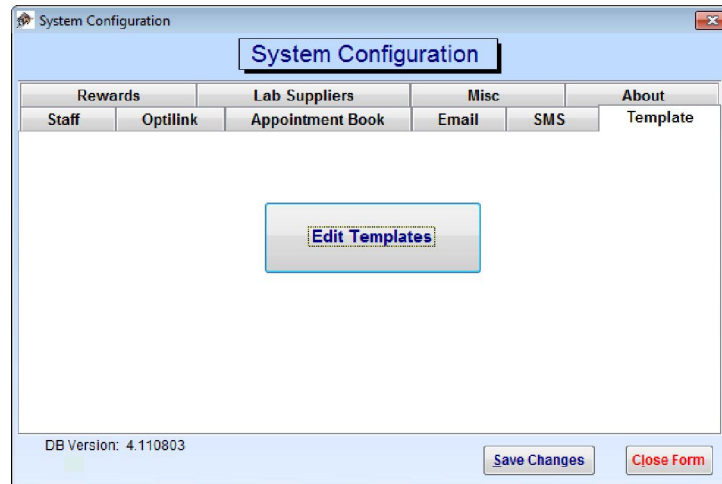 System Configuration
System Configuration
Rewards Lab Suppliers Misc About
Staff Optilink Appointment Book Email SMS Template
Edit Templates
DB Version: 4.110803
Save Changes Close Form